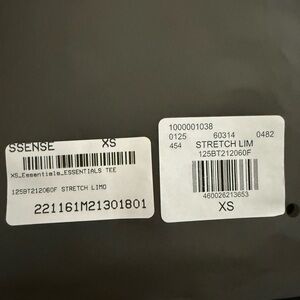 SSENSE XS
XS_Essentials_ESSENTIALS TEE
125BT212060F STRETCH LIMO
221161M21301801
1000001038
0125 60314 0482
454 STRETCH LIM
125BT212060F
460026213653
XS